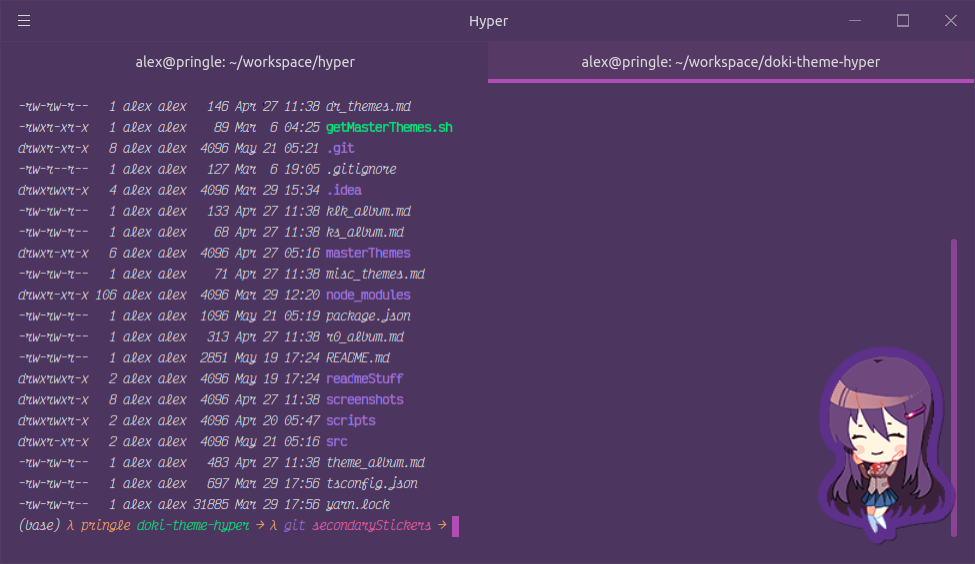 Hyper
alex@pringle: ~/workspace/hyper
alex@pringle: ~/workspace/doki-theme-hyper
-rw-rw-r-- 1 alex alex 146 Apr 27 11:38 dr_themes.md
-rwxr-xr-x 1 alex alex 89 Mar 6 04:25 getMasterThemes.sh
drwxr-xr-x 8 alex alex 4096 May 21 05:21 .git
-rw-r--r-- 1 alex alex 127 Mar 6 19:05 .gitignore
drwxrwxr-x 4 alex alex 4096 Mar 29 15:34 .idea
-rw-rw-r-- 1 alex alex 133 Apr 27 11:38 klk_album.md
-rw-rw-r-- 1 alex alex 68 Apr 27 11:38 ks_album.md
drwxr-xr-x 6 alex alex 4096 Apr 27 05:16 masterThemes
-rw-rw-r-- 1 alex alex 71 Apr 27 11:38 misc_themes.md
drwxr-xr-x 106 alex alex 4096 Mar 29 12:20 node_modules
-rw-rw-r-- 1 alex alex 1096 May 21 05:19 package.json
-rw-rw-r-- 1 alex alex 313 Apr 27 11:38 r0_album.md
-rw-rw-r-- 1 alex alex 2851 May 19 17:24 README.md
drwxrwxr-x 2 alex alex 4096 May 19 17:24 readmeStuff
drwxrwxr-x 8 alex alex 4096 Apr 27 11:38 screenshots
drwxrwxr-x 2 alex alex 4096 Apr 20 05:47 scripts
drwxr-xr-x 2 alex alex 4096 May 21 05:16 src
-rw-rw-r-- 1 alex alex 483 Apr 27 11:38 theme_album.md
-rw-rw-r-- 1 alex alex 697 Mar 29 17:56 tsconfig.json
-rw-rw-r-- 1 alex alex 31885 Mar 29 17:56 yarn.lock
(base) λ pringle doki-theme-hyper → λ git secondaryStickers →